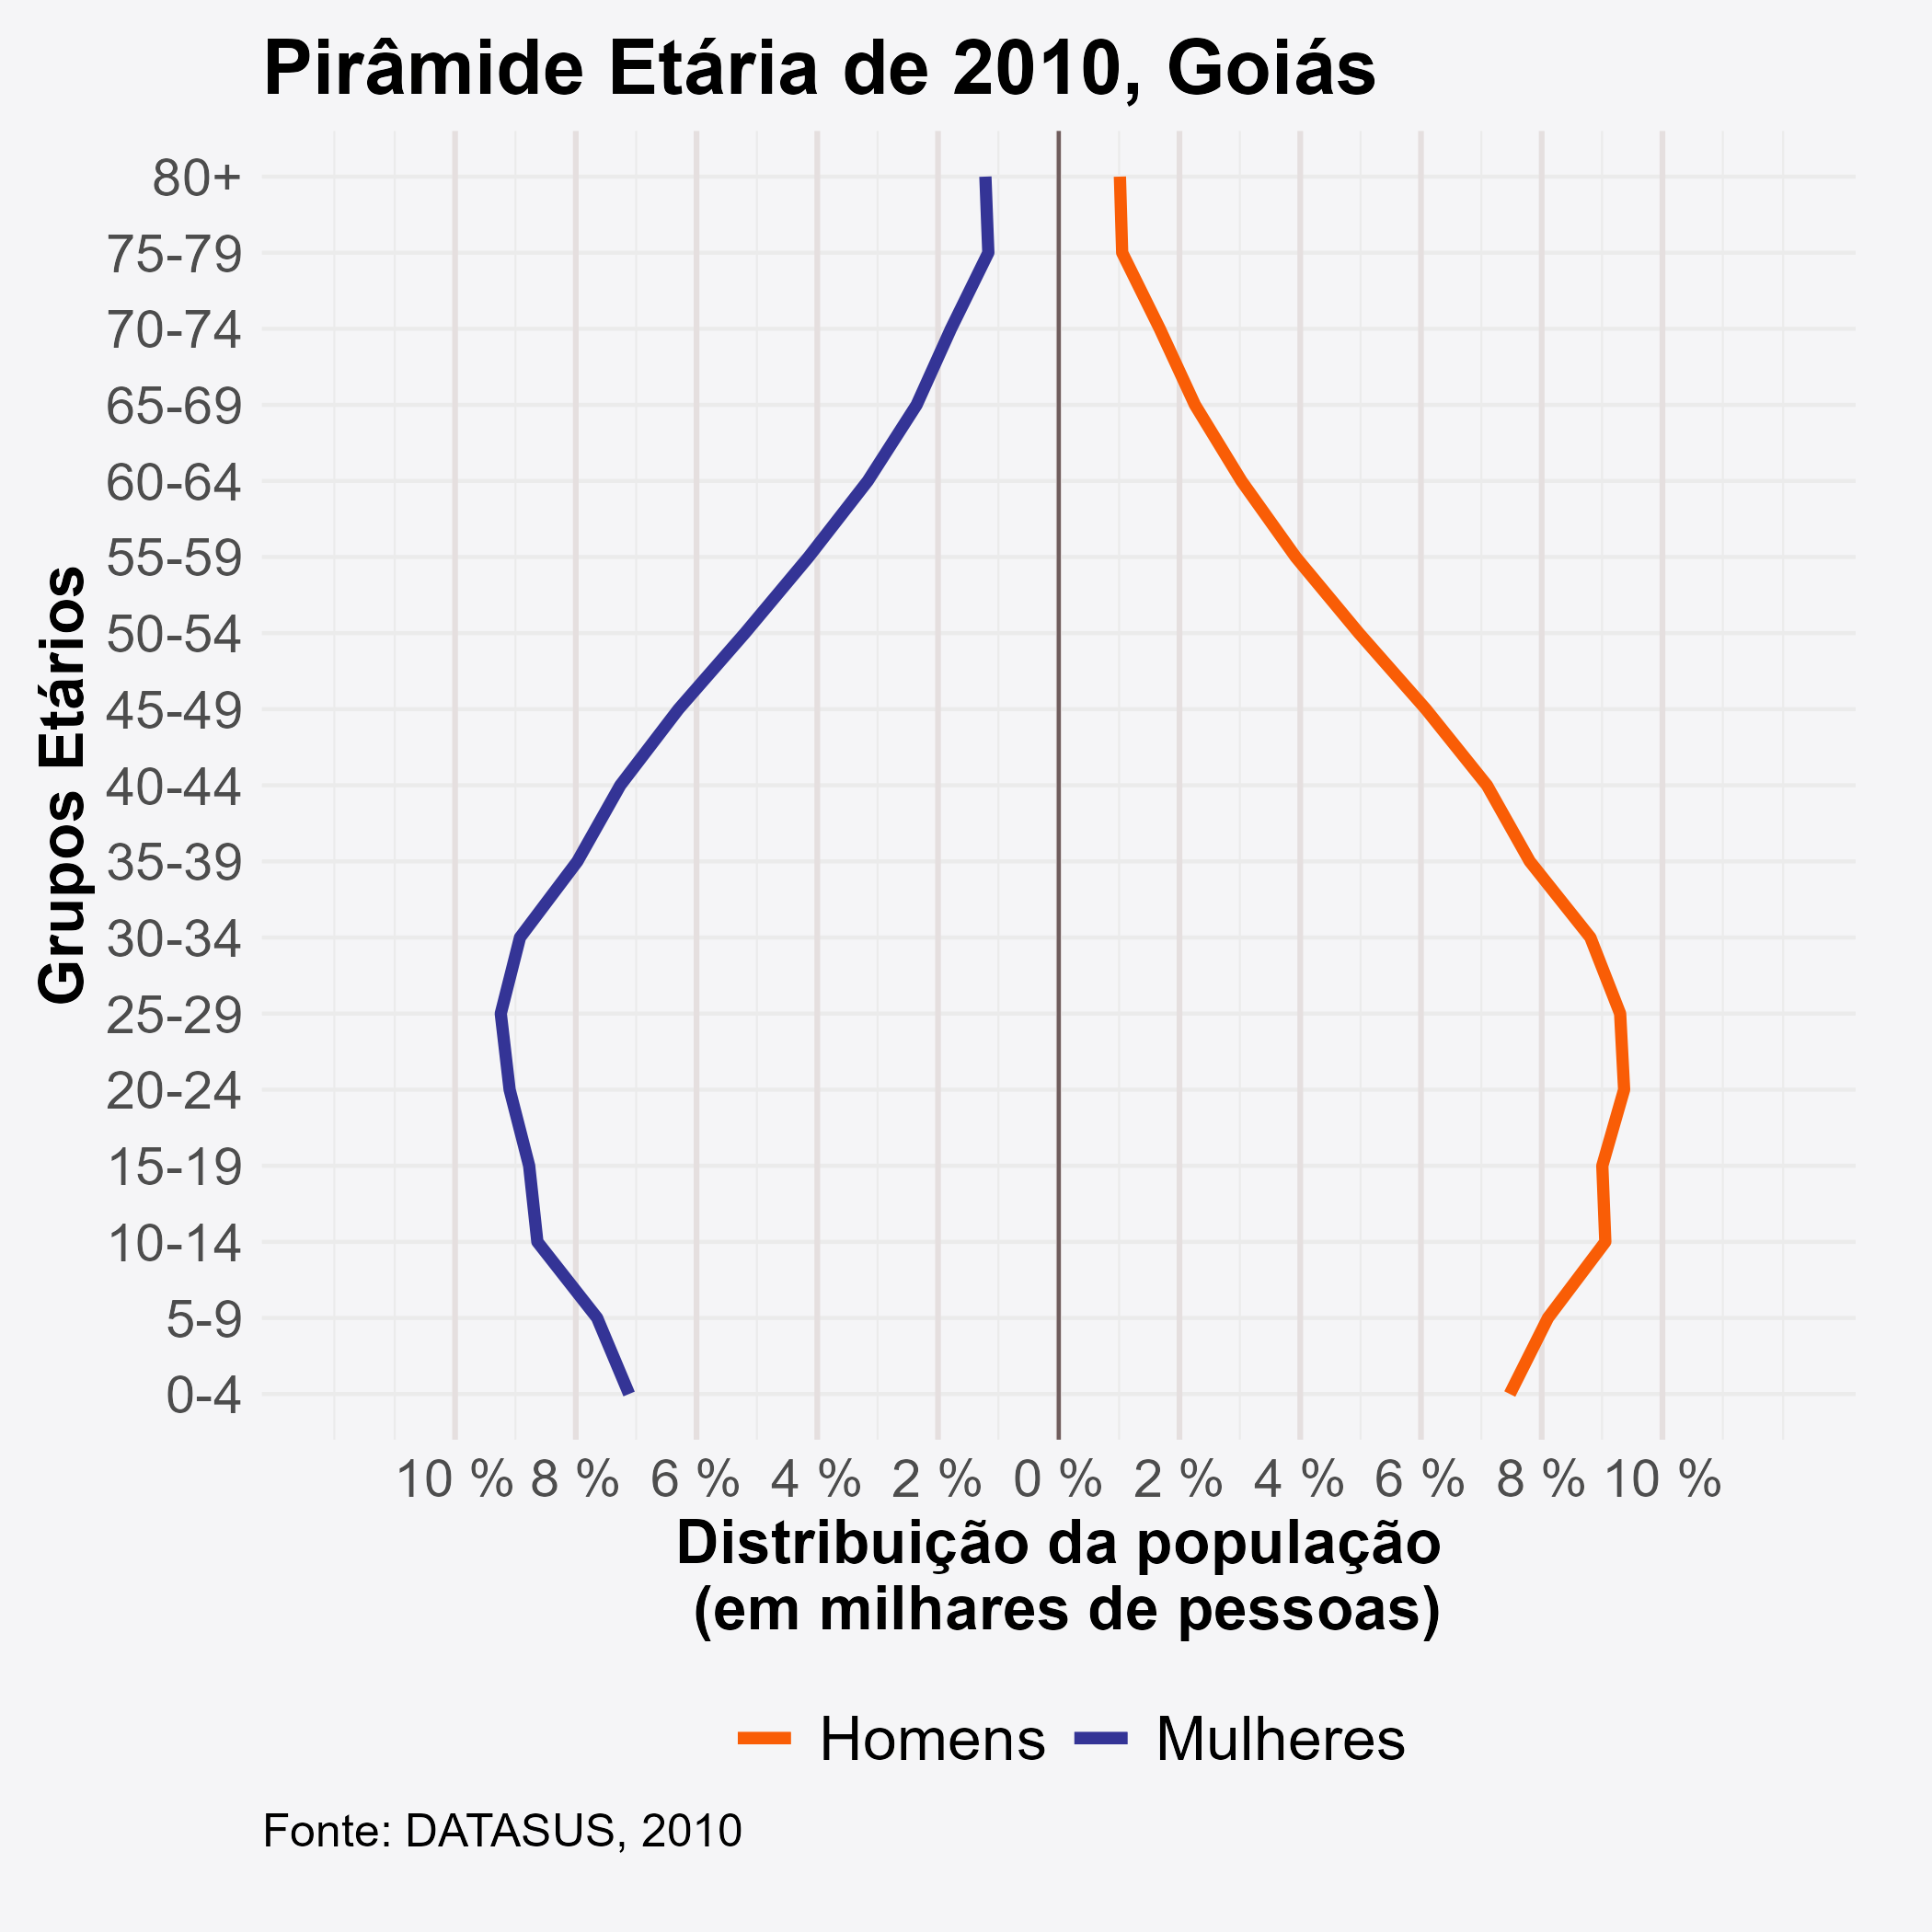 Pirâmide Etária de 2010, Goiás
Grupos Etários
80+
75-79
70-74
65-69
60-64
55-59
50-54
45-49
40-44
35-39
30-34
25-29
20-24
15-19
10-14
5-9
0-4
10 % 8 % 6 % 4 % 2 % 0 % 2 % 4 % 6 % 8 % 10 %
Distribuição da população
(em milhares de pessoas)
Homens Mulheres
Fonte: DATASUS, 2010